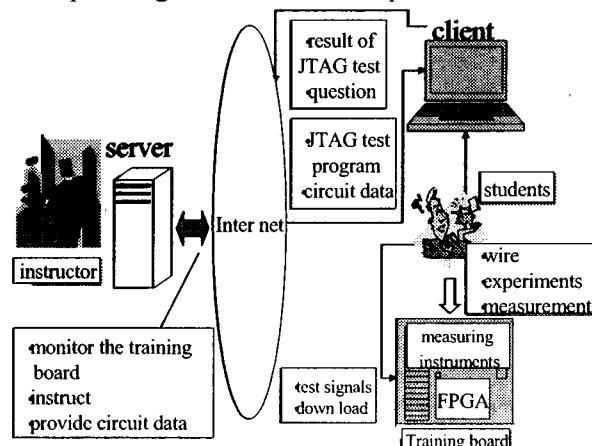 client
•result of
JTAG test
•question
•JTAG test
program
•circuit data
server
Inter net
students
instructor
•wire
•experiments
•measurement
•monitor the training
board
•instruct
•provide circuit data
•test signals
•down load
measuring
instruments
FPGA
Training board